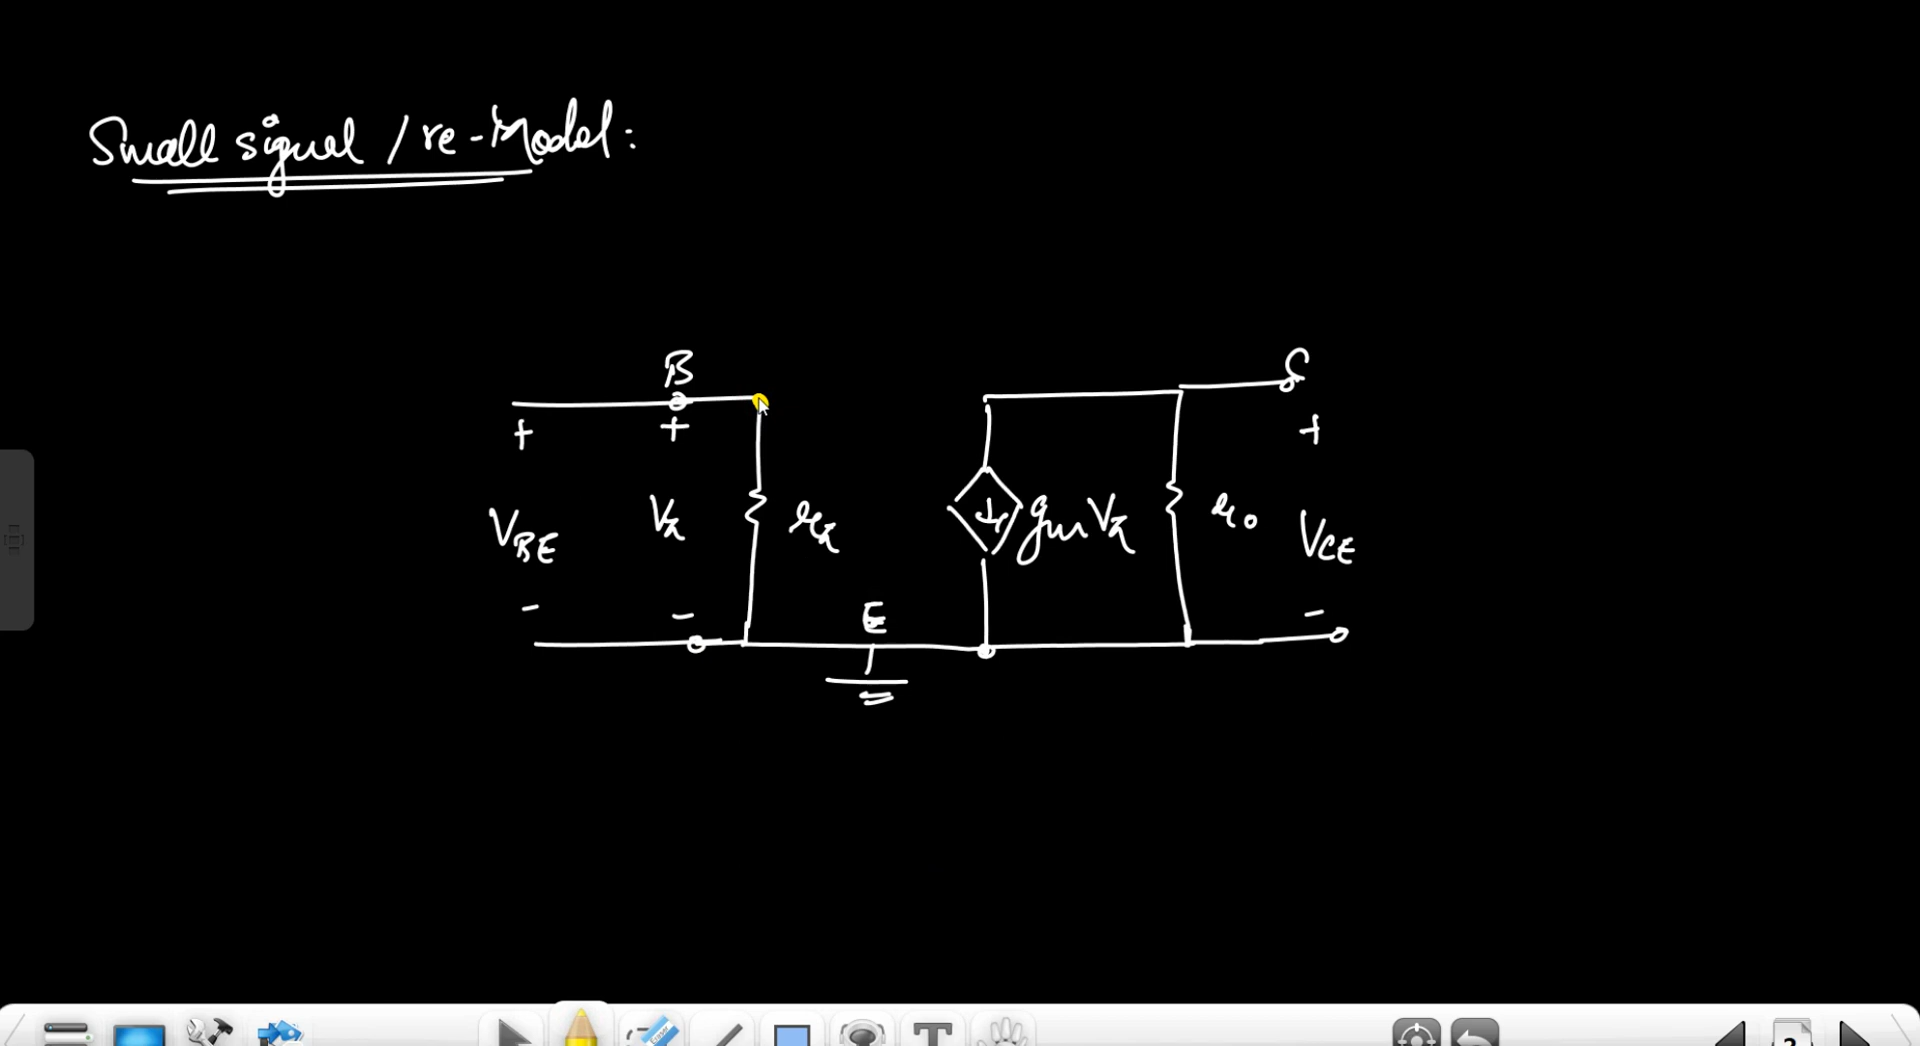 Small signal / re-Model:
B
C
+
+
+
VBE
Vπ
rπ
gmVπ
ro
VCE
-
-
E
-